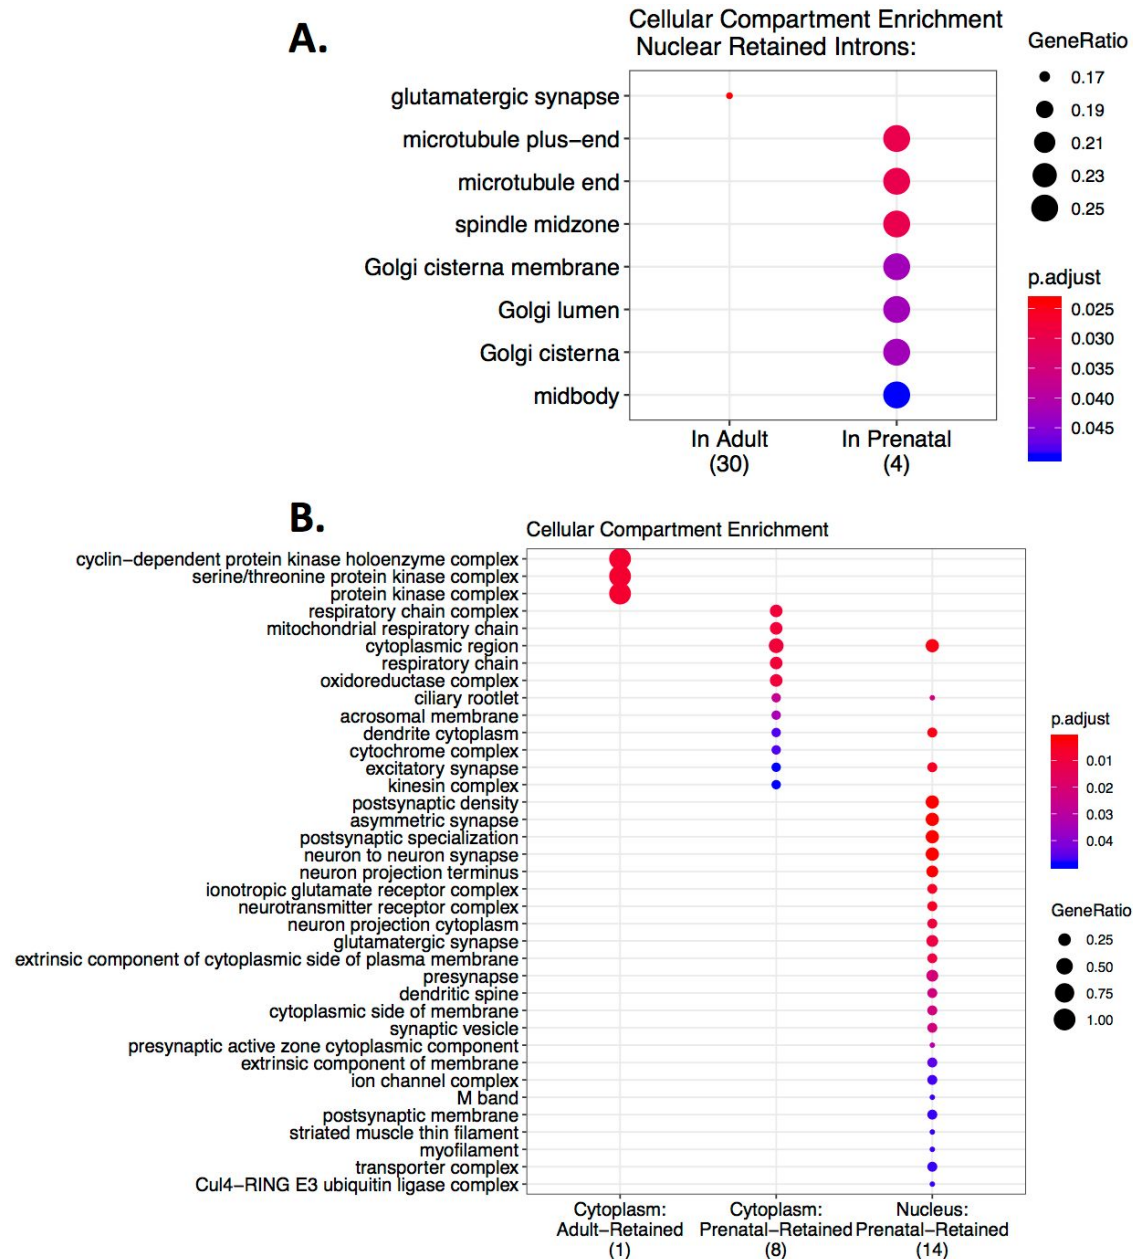 A.
Cellular Compartment Enrichment
Nuclear Retained Introns:
glutamatergic synapse
microtubule plus−end
microtubule end
spindle midzone
Golgi cisterna membrane
Golgi lumen
Golgi cisterna
midbody
In Adult
(30)
In Prenatal
(4)
GeneRatio
0.17
0.19
0.21
0.23
0.25
p.adjust
0.025
0.030
0.035
0.040
0.045
B.
Cellular Compartment Enrichment
cyclin−dependent protein kinase holoenzyme complex
serine/threonine protein kinase complex
protein kinase complex
respiratory chain complex
mitochondrial respiratory chain
cytoplasmic region
respiratory chain
oxidoreductase complex
ciliary rootlet
acrosomal membrane
dendrite cytoplasm
cytochrome complex
excitatory synapse
kinesin complex
postsynaptic density
asymmetric synapse
postsynaptic specialization
neuron to neuron synapse
neuron projection terminus
ionotropic glutamate receptor complex
neurotransmitter receptor complex
neuron projection cytoplasm
glutamatergic synapse
extrinsic component of cytoplasmic side of plasma membrane
presynapse
dendritic spine
cytoplasmic side of membrane
synaptic vesicle
presynaptic active zone cytoplasmic component
extrinsic component of membrane
ion channel complex
M band
postsynaptic membrane
striated muscle thin filament
myofilament
transporter complex
Cul4−RING E3 ubiquitin ligase complex
Cytoplasm:
Adult−Retained
(1)
Cytoplasm:
Prenatal−Retained
(8)
Nucleus:
Prenatal−Retained
(14)
p.adjust
0.01
0.02
0.03
0.04
GeneRatio
0.25
0.50
0.75
1.00